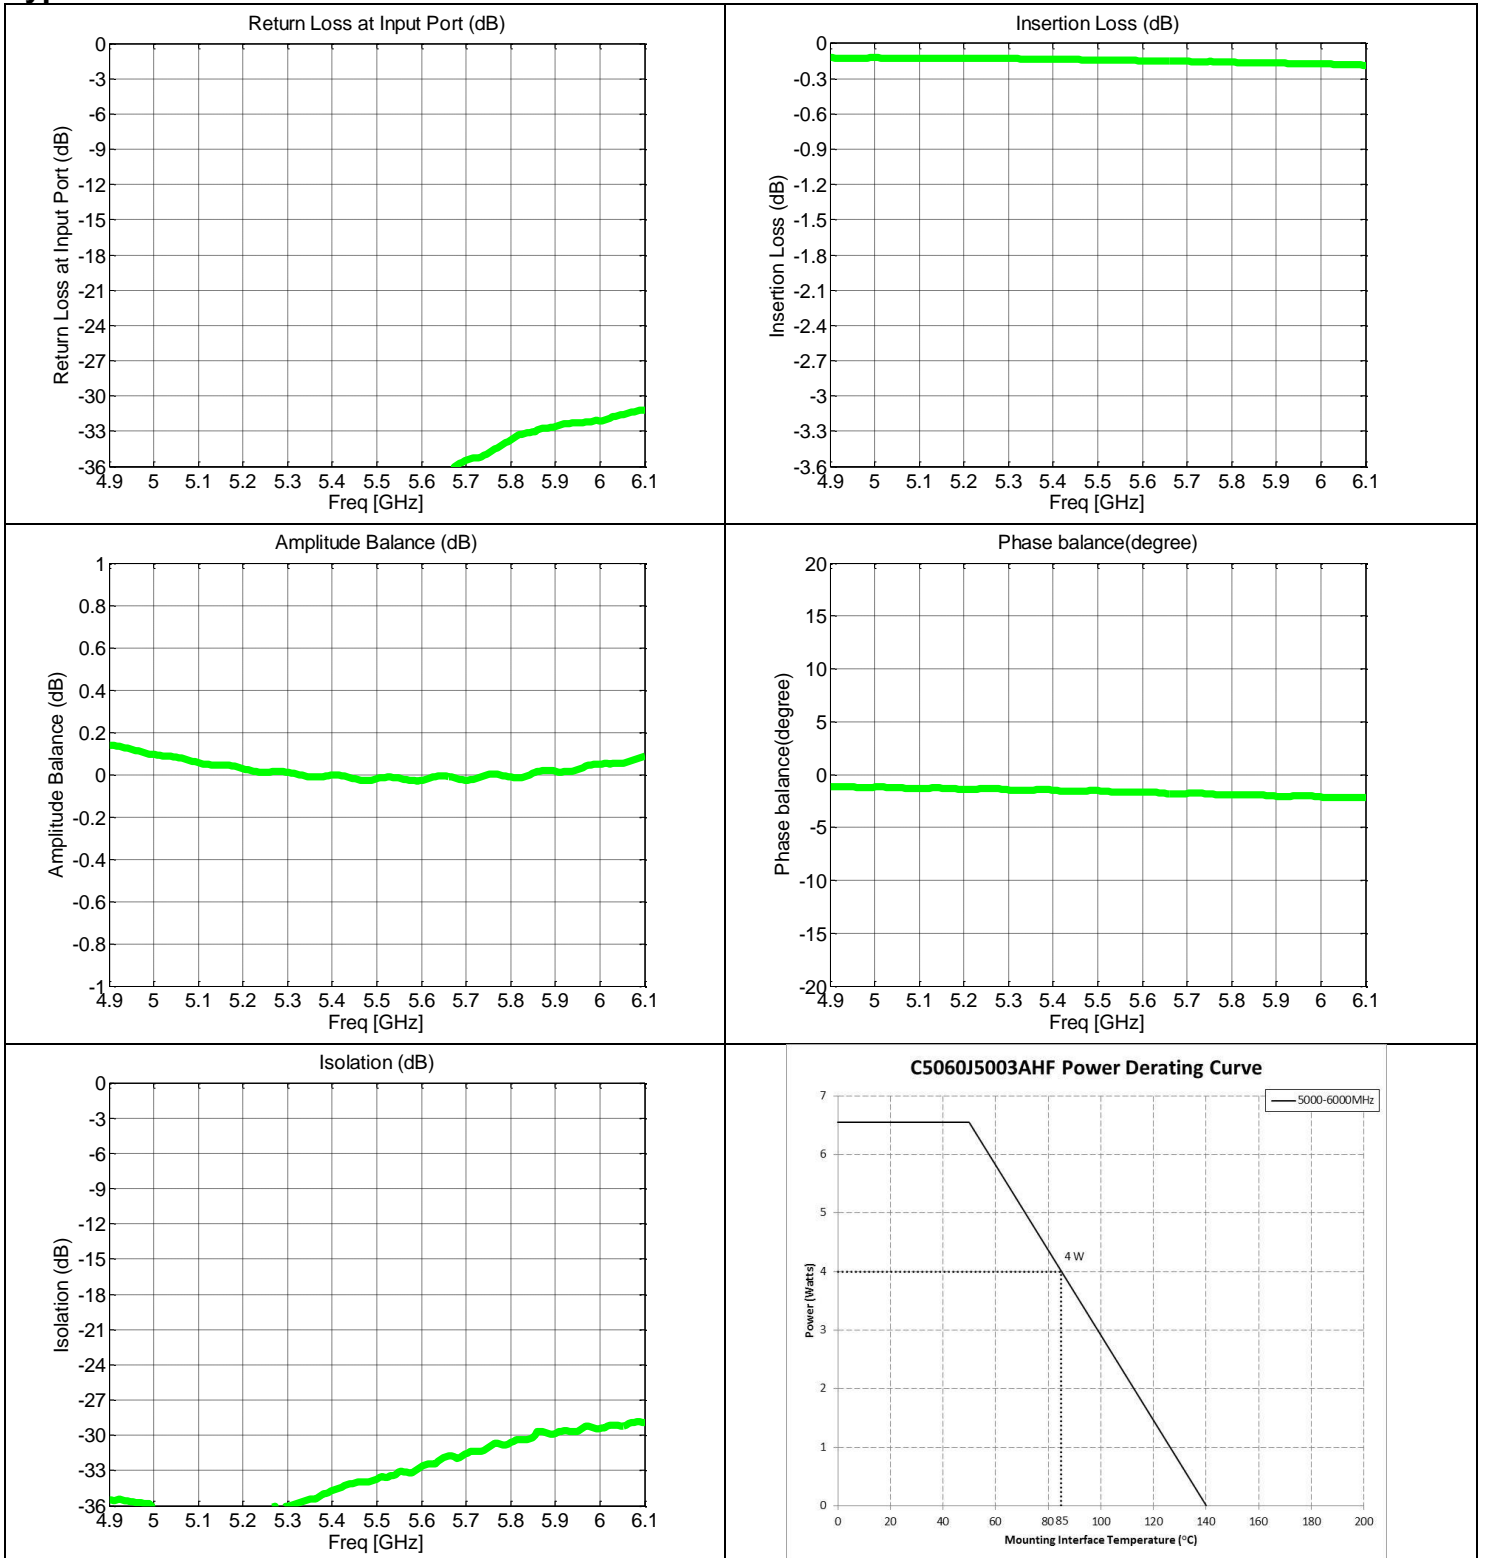 Return Loss at Input Port (dB)
0
-3
-6
-9
-12
-15
-18
-21
-24
-27
-30
-33
-36
Return Loss at Input Port (dB)
4.9 5 5.1 5.2 5.3 5.4 5.5 5.6 5.7 5.8 5.9 6 6.1
Freq [GHz]
Insertion Loss (dB)
0
-0.3
-0.6
-0.9
-1.2
-1.5
-1.8
-2.1
-2.4
-2.7
-3
-3.3
-3.6
Insertion Loss (dB)
4.9 5 5.1 5.2 5.3 5.4 5.5 5.6 5.7 5.8 5.9 6 6.1
Freq [GHz]
Amplitude Balance (dB)
1
0.8
0.6
0.4
0.2
0
-0.2
-0.4
-0.6
-0.8
-1
Amplitude Balance (dB)
4.9 5 5.1 5.2 5.3 5.4 5.5 5.6 5.7 5.8 5.9 6 6.1
Freq [GHz]
Phase balance(degree)
20
15
10
5
0
-5
-10
-15
-20
Phase balance(degree)
4.9 5 5.1 5.2 5.3 5.4 5.5 5.6 5.7 5.8 5.9 6 6.1
Freq [GHz]
Isolation (dB)
0
-3
-6
-9
-12
-15
-18
-21
-24
-27
-30
-33
-36
Isolation (dB)
4.9 5 5.1 5.2 5.3 5.4 5.5 5.6 5.7 5.8 5.9 6 6.1
Freq [GHz]
C5060J5003AHF Power Derating Curve
5000-6000MHz
7
6
5
4
3
2
1
0
Power (Watts)
4 W
0 20 40 60 80 85 100 120 140 160 180 200
Mounting Interface Temperature (°C)